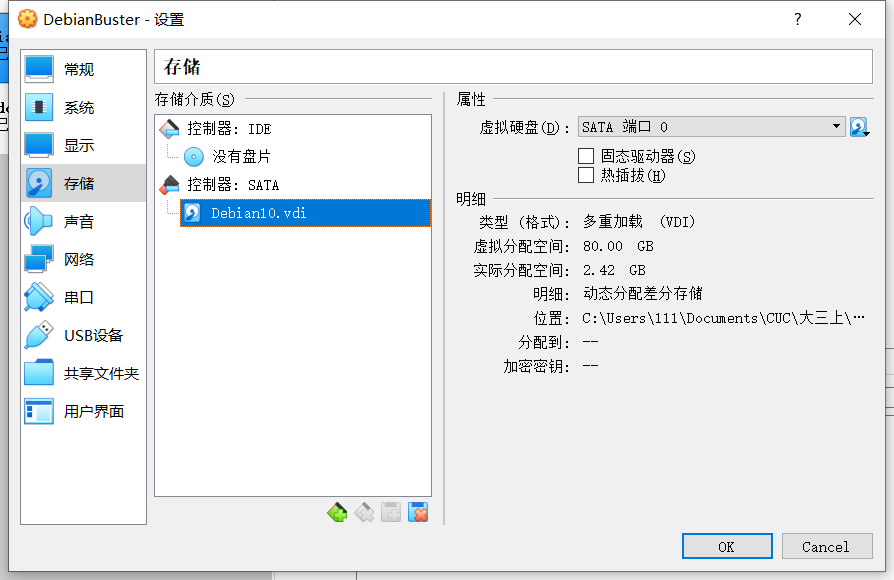 DebianBuster - 设置
?
常规
系统
显示
存储
声音
网络
串口
USB设备
共享文件夹
用户界面
存储
存储介质(S)
控制器: IDE
没有盘片
控制器: SATA
Debian10.vdi
属性
虚拟硬盘(D): SATA 端口 0
固态驱动器(S)
热插拔(H)
明细
类型 (格式): 多重加载 (VDI)
虚拟分配空间: 80.00 GB
实际分配空间: 2.42 GB
明细: 动态分配差分存储
位置: C:\Users\111\Documents\CUC\大三上\…
分配到: --
加密密钥: --
OK
Cancel